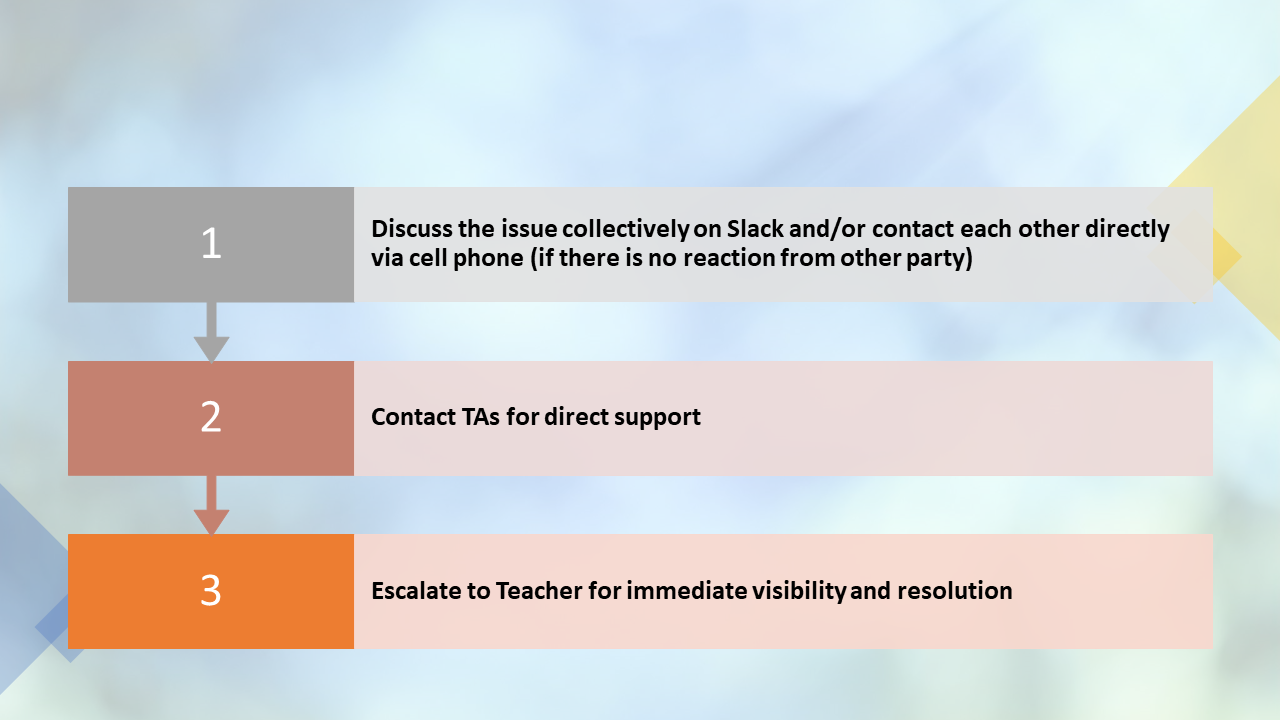 1
Discuss the issue collectively on Slack and/or contact each other directly
via cell phone (if there is no reaction from other party)
2
Contact TAs for direct support
3
Escalate to Teacher for immediate visibility and resolution